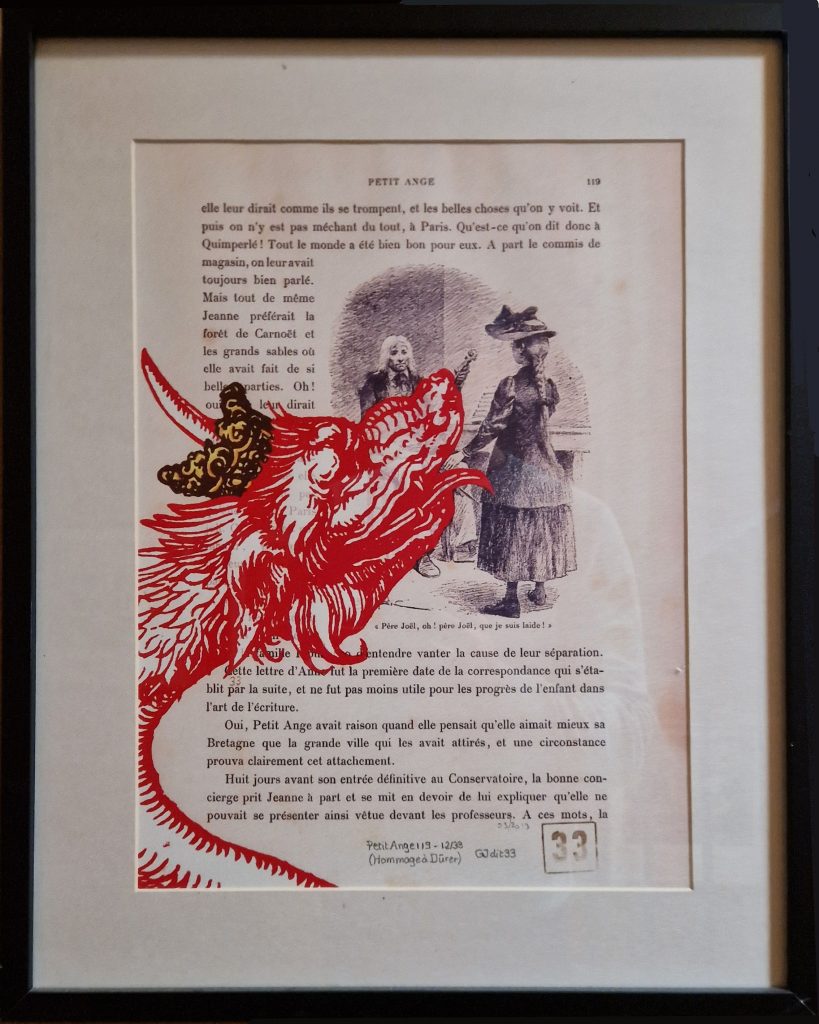 PETIT ANGE 119
elle leur dirait comme ils se trompent, et les belles choses qu'on y voit. Et
puis on n'y est pas méchant du tout, à Paris. Qu'est-ce qu'on dit donc à
Quimperlé! Tout le monde a été bien bon pour eux. A part le commis de
magasin, on leur avait
toujours bien parlé.
Mais tout de même
Jeanne préférait la
forêt de Carnoët et
les grands sables où
elle avait fait de si
belles parties. Oh!
leur dirait
Paris
« Père Joël, oh! père Joël, que je suis laide! »
d'entendre vanter la cause de leur séparation.
Cette lettre d'Anne fut la première date de la correspondance qui s'éta-
33
blit par la suite, et ne fut pas moins utile pour les progrès de l'enfant dans
l'art de l'écriture.
Oui, Petit Ange avait raison quand elle pensait qu'elle aimait mieux sa
Bretagne que la grande ville qui les avait attirés, et une circonstance
prouva clairement cet attachement.
Huit jours avant son entrée définitive au Conservatoire, la bonne con-
cierge prit Jeanne à part et se mit en devoir de lui expliquer qu'elle ne
pouvait se présenter ainsi vêtue devant les professeurs. A ces mots, la
03/2013
Petit Ange 119 - 12/33
(Hommage à Dürer)
GJ dit 33
33